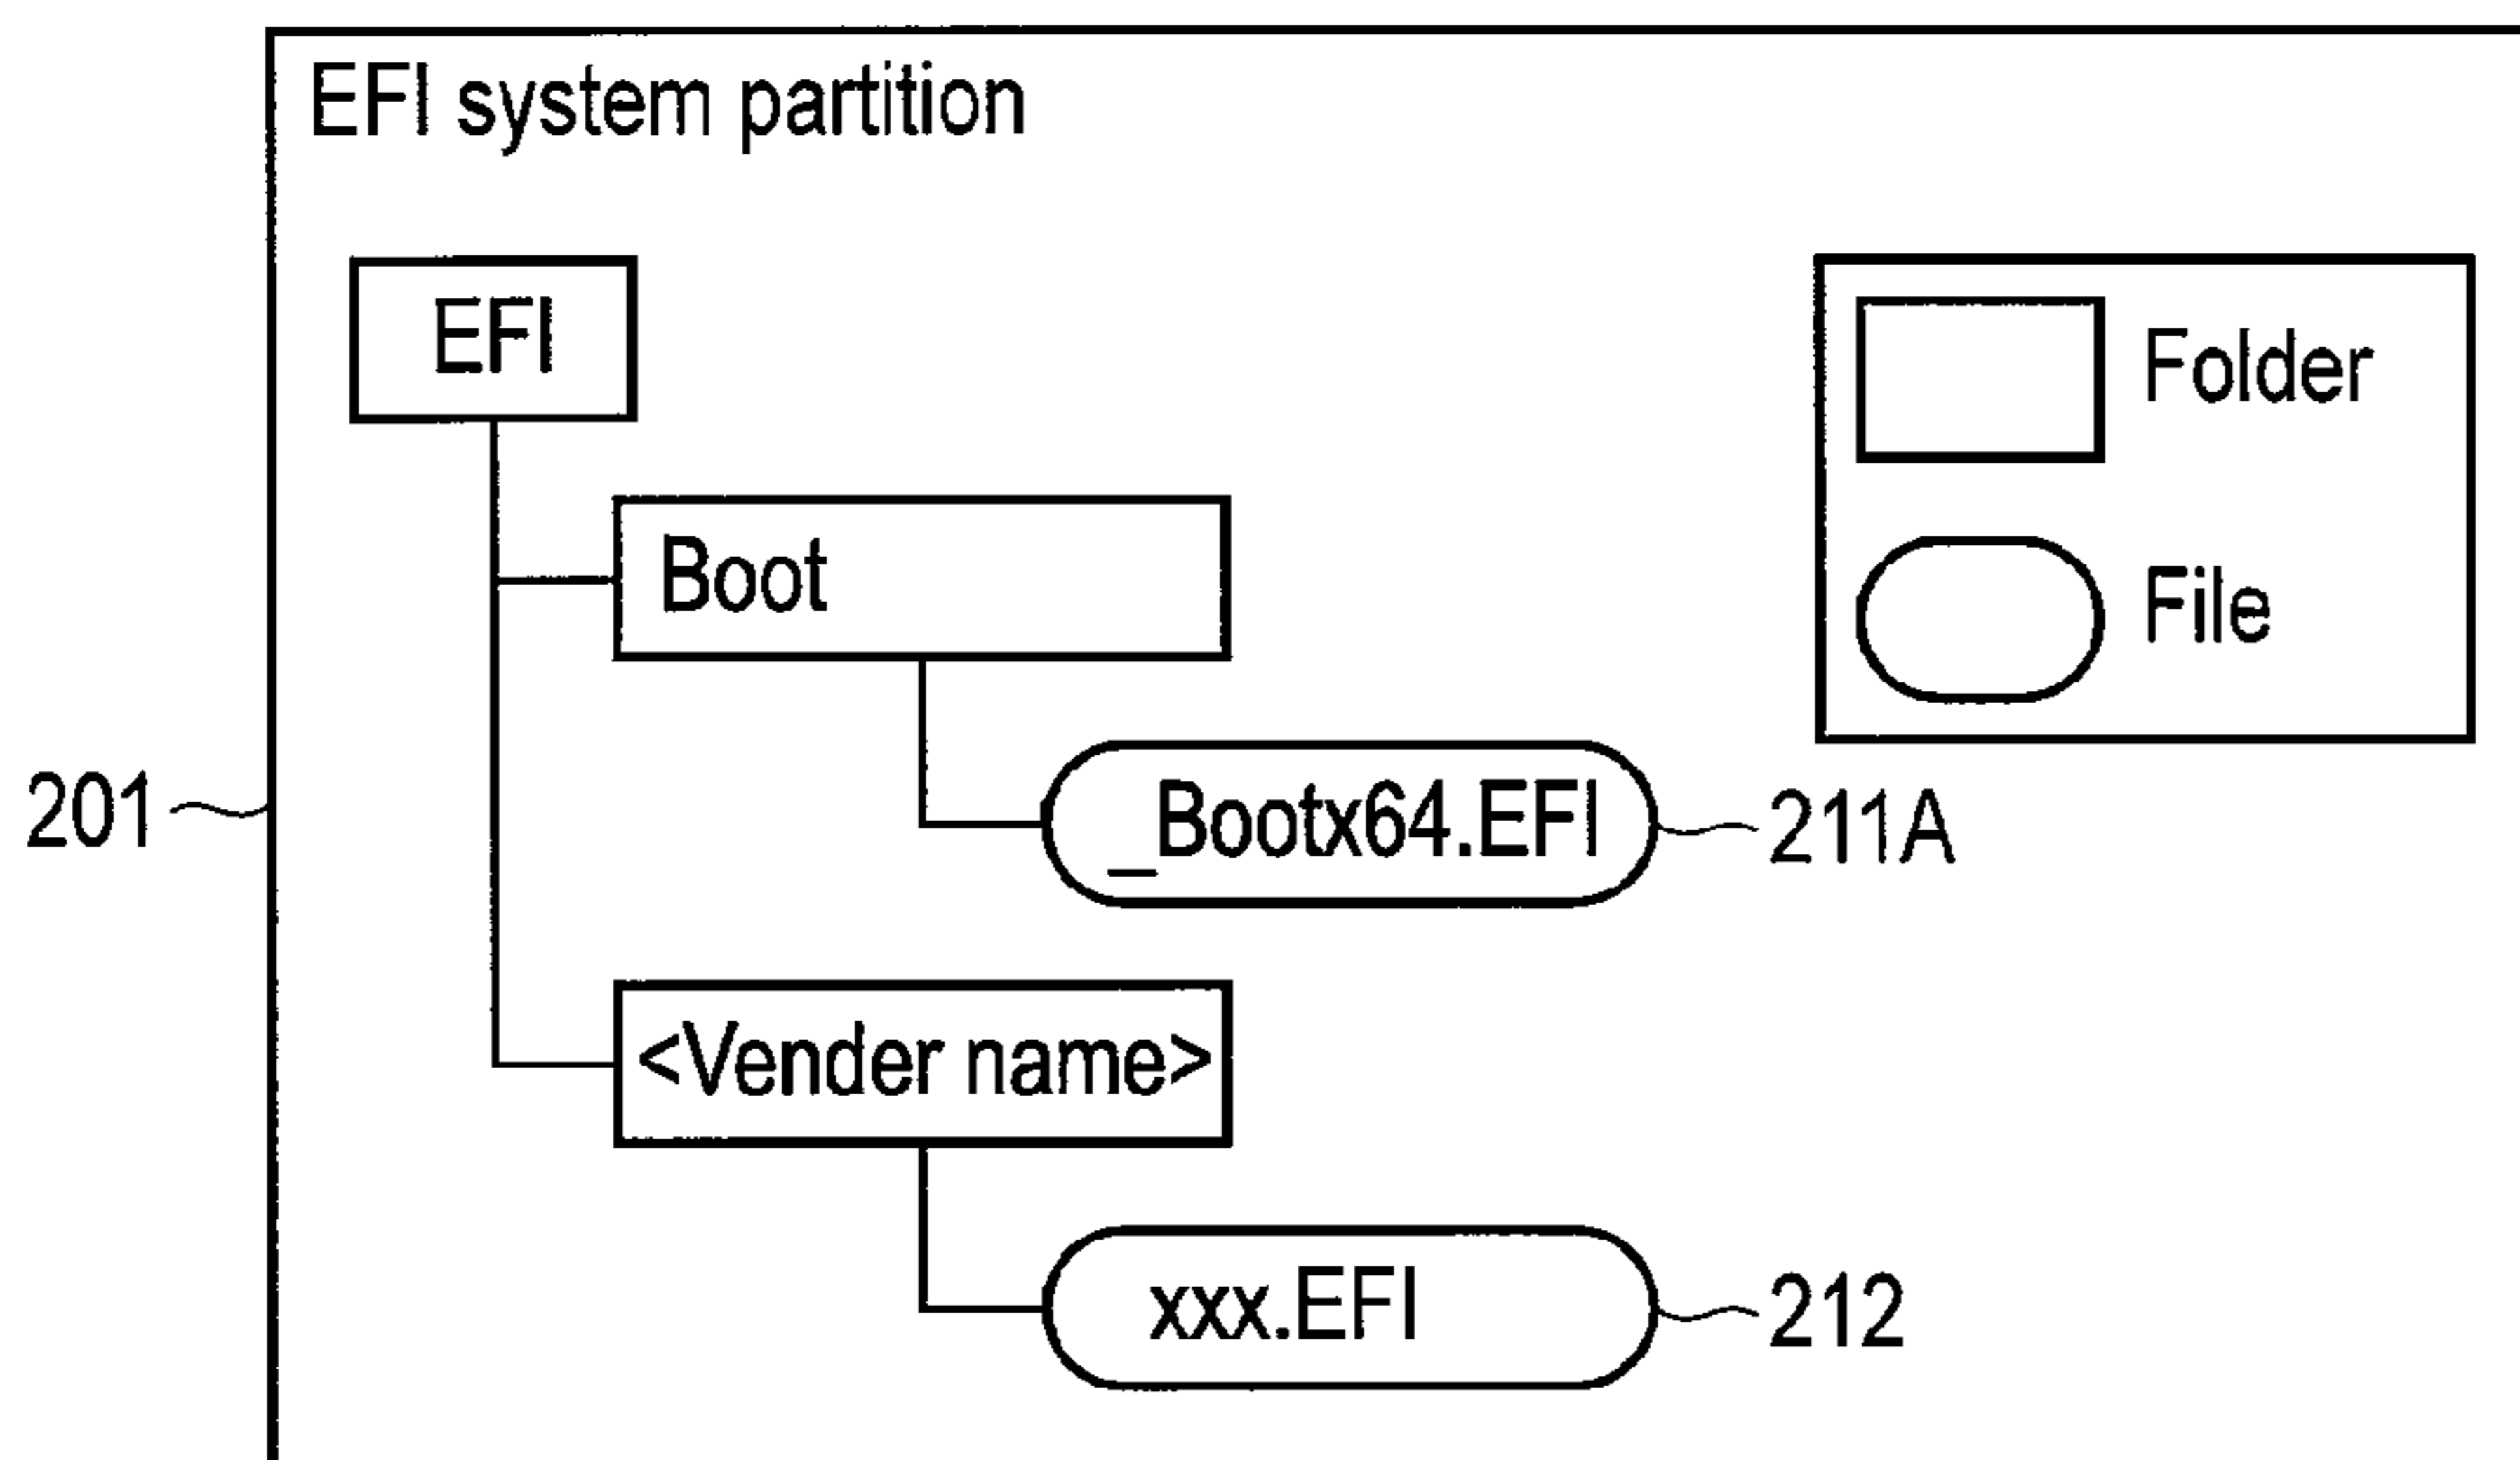 EFI system partition
EFI
Folder
Boot
File
201
_Bootx64.EFI
211A
<Vender name>
xxx.EFI
212